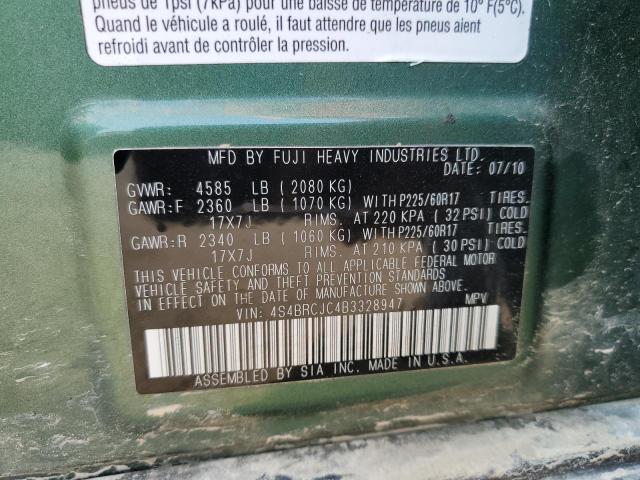 pneus de 1psi (7kPa) pour une baisse de température de 10° F(5°C).
Quand le véhicule a roulé, il faut attendre que les pneus aient
refroidi avant de contrôler la pression.
MFD BY FUJI HEAVY INDUSTRIES LTD.
DATE: 07/10
GVWR: 4585 LB ( 2080 KG)
GAWR:F 2360 LB ( 1070 KG) WITH P225/60R17 TIRES,
17X7J RIMS, AT 220 KPA ( 32 PSI) COLD
GAWR:R 2340 LB ( 1060 KG) WITH P225/60R17 TIRES,
17X7J RIMS, AT 210 KPA ( 30 PSI) COLD
THIS VEHICLE CONFORMS TO ALL APPLICABLE FEDERAL MOTOR
VEHICLE SAFETY AND THEFT PREVENTION STANDARDS
IN EFFECT ON THE DATE OF MANUFACTURE SHOWN ABOVE.
VIN: 4S4BRCJC4B3328947 MPV
ASSEMBLED BY SIA INC. MADE IN U.S.A.